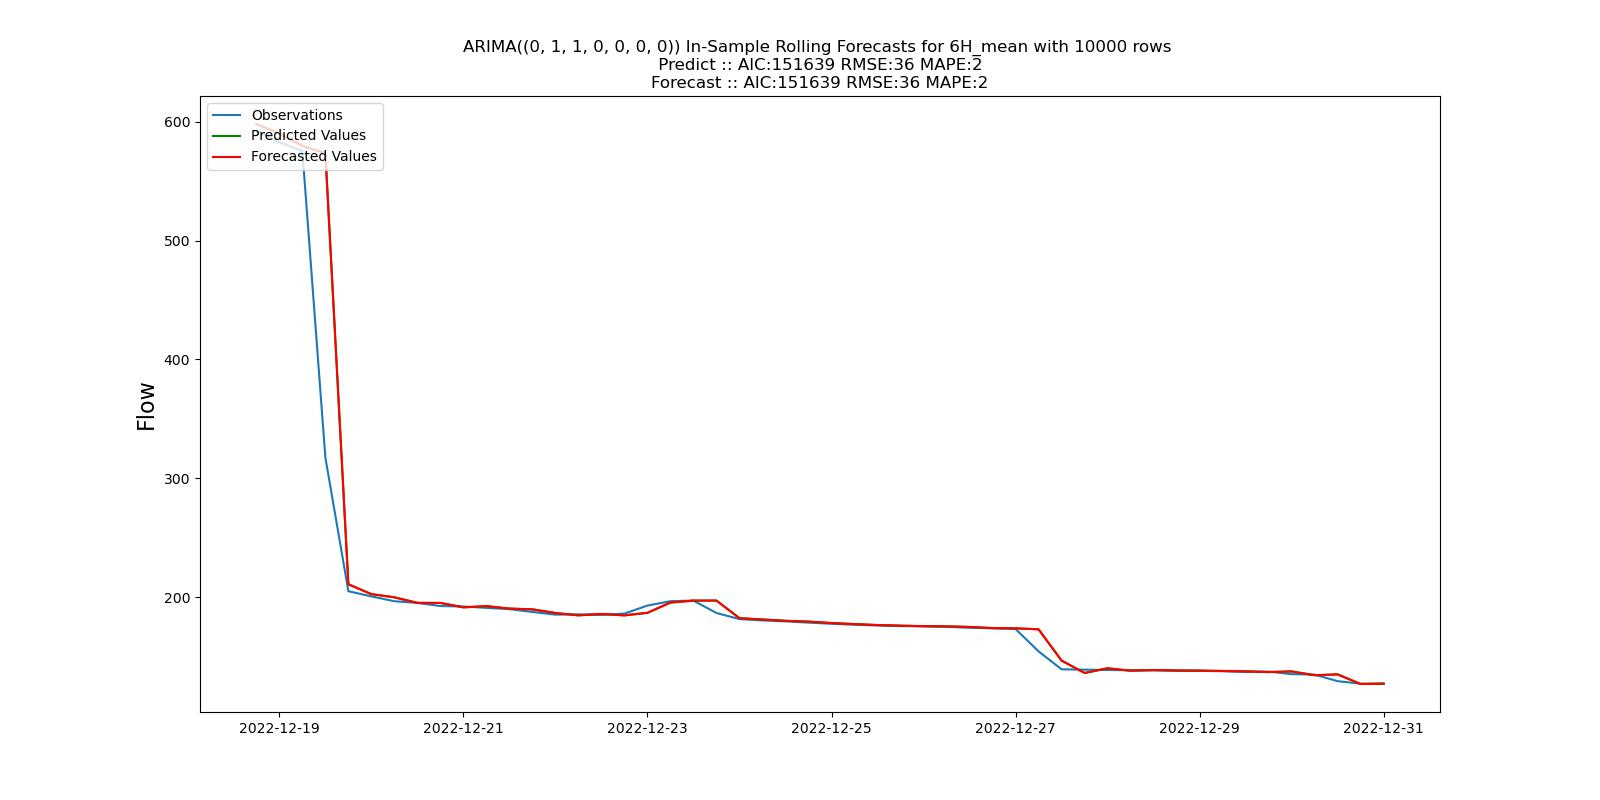 ARIMA((0, 1, 1, 0, 0, 0, 0)) In-Sample Rolling Forecasts for 6H_mean with 10000 rows
Predict :: AIC:151639 RMSE:36 MAPE:2
Forecast :: AIC:151639 RMSE:36 MAPE:2
Observations
Predicted Values
Forecasted Values
600
500
400
300
200
Flow
2022-12-19 2022-12-21 2022-12-23 2022-12-25 2022-12-27 2022-12-29 2022-12-31